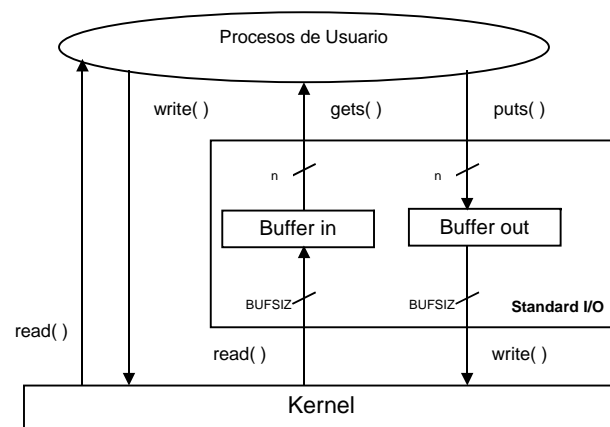 Procesos de Usuario
write( )
gets( )
puts( )
n
n
Buffer in
Buffer out
BUFSIZ
BUFSIZ
Standard I/O
read( )
read( )
write( )
Kernel